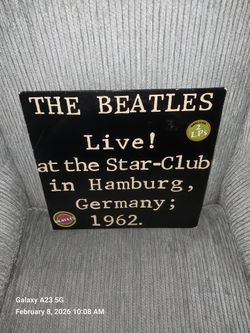 THE BEATLES
2
LPs
Live!
at the Star-Club
in Hamburg,
Germany;
1962.
BEATLES
Galaxy A23 5G
February 8, 2026 10:08 AM